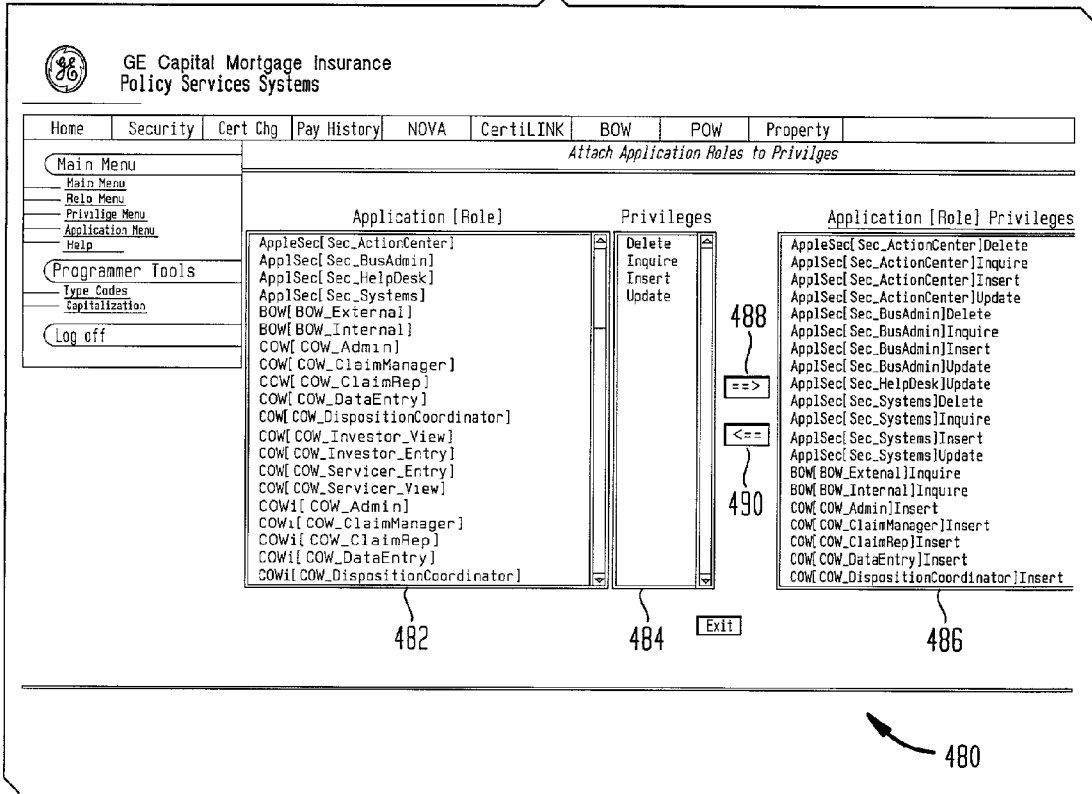 GE Capital Mortgage Insurance
Policy Services Systems
Home Security Cert Chg Pay History NOVA CertiLINK BOW POW Property
Attach Application Roles to Privilges
Main Menu
Main Menu
Relo Menu
Privilige Menu
Application Menu
Help
Programmer Tools
Type Codes
Capitalization
Log off
Application [Role]
AppleSec[Sec_ActionCenter]
ApplSec[Sec_BusAdmin]
ApplSec[Sec_HelpDesk]
ApplSec[Sec_Systems]
BOW[BOW_External]
BOW[BOW_Internal]
COW[COW_Admin]
COW[COW_ClaimManager]
CCW[COW_ClaimRep]
COW[COW_DataEntry]
COW[COW_DispositionCoordinator]
COW[COW_Investor_View]
COW[COW_Investor_Entry]
COW[COW_Servicer_Entry]
COW[COW_Servicer_View]
COWi[COW_Admin]
COWi[COW_ClaimManager]
COWi[COW_ClaimRep]
COWi[COW_DataEntry]
COWi[COW_DispositionCoordinator]
482
Privileges
Delete
Inquire
Insert
Update
484
488
==>
<==
490
Exit
Application [Role] Privileges
AppleSec[Sec_ActionCenter]Delete
ApplSec[Sec_ActionCenter]Inquire
ApplSec[Sec_ActionCenter]Insert
ApplSec[Sec_ActionCenter]Update
ApplSec[Sec_BusAdmin]Delete
ApplSec[Sec_BusAdmin]Inquire
ApplSec[Sec_BusAdmin]Insert
ApplSec[Sec_BusAdmin]Update
ApplSec[Sec_HelpDesk]Update
ApplSec[Sec_Systems]Delete
ApplSec[Sec_Systems]Inquire
ApplSec[Sec_Systems]Insert
ApplSec[Sec_Systems]Update
BOW[BOW_Extenal]Inquire
BOW[BOW_Internal]Inquire
COW[COW_Admin]Insert
COW[COW_ClaimManager]Insert
COW[COW_ClaimRep]Insert
COW[COW_DataEntry]Insert
COW[COW_DispositionCoordinator]Insert
486
480